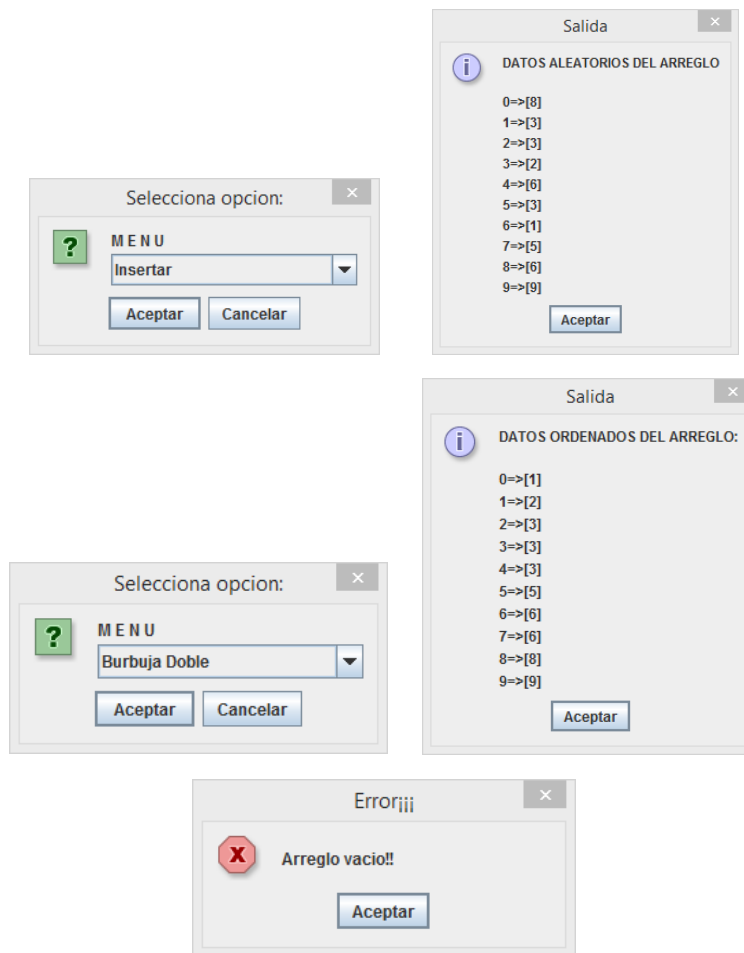 Salida
DATOS ALEATORIOS DEL ARREGLO
0=>[8]
1=>[3]
2=>[3]
3=>[2]
4=>[6]
5=>[3]
6=>[1]
7=>[5]
8=>[6]
9=>[9]
Aceptar
Selecciona opcion:
M E N U
Insertar
Aceptar Cancelar
Salida
DATOS ORDENADOS DEL ARREGLO:
0=>[1]
1=>[2]
2=>[3]
3=>[3]
4=>[3]
5=>[5]
6=>[6]
7=>[6]
8=>[8]
9=>[9]
Aceptar
Selecciona opcion:
M E N U
Burbuja Doble
Aceptar Cancelar
Error¡¡¡
Arreglo vacio!!
Aceptar